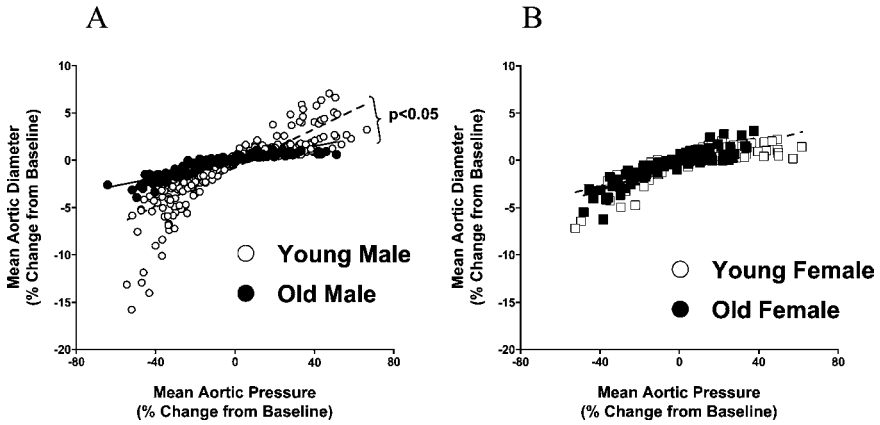 A
B
10
5
0
-5
-10
-15
-20
-80
-40
0
40
80
Mean Aortic Diameter
(% Change from Baseline)
Mean Aortic Pressure
(% Change from Baseline)
p<0.05
Young Male
Old Male
10
5
0
-5
-10
-15
-20
-80
-40
0
40
80
Mean Aortic Diameter
(% Change from Baseline)
Mean Aortic Pressure
(% Change from Baseline)
Young Female
Old Female